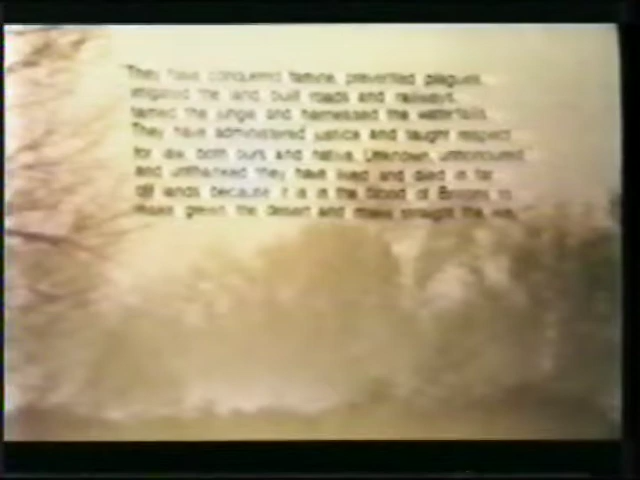 They have conquered famine, prevented plagues,
irrigated the land, built roads and railways,
tamed the jungle and harnessed the waterfalls.
They have administered justice and taught respect
for law, both ours and native. Unknown, unhonoured
and unthanked they have lived and died in far
off lands because it is in the blood of Britons to
make green the desert and make straight the way.